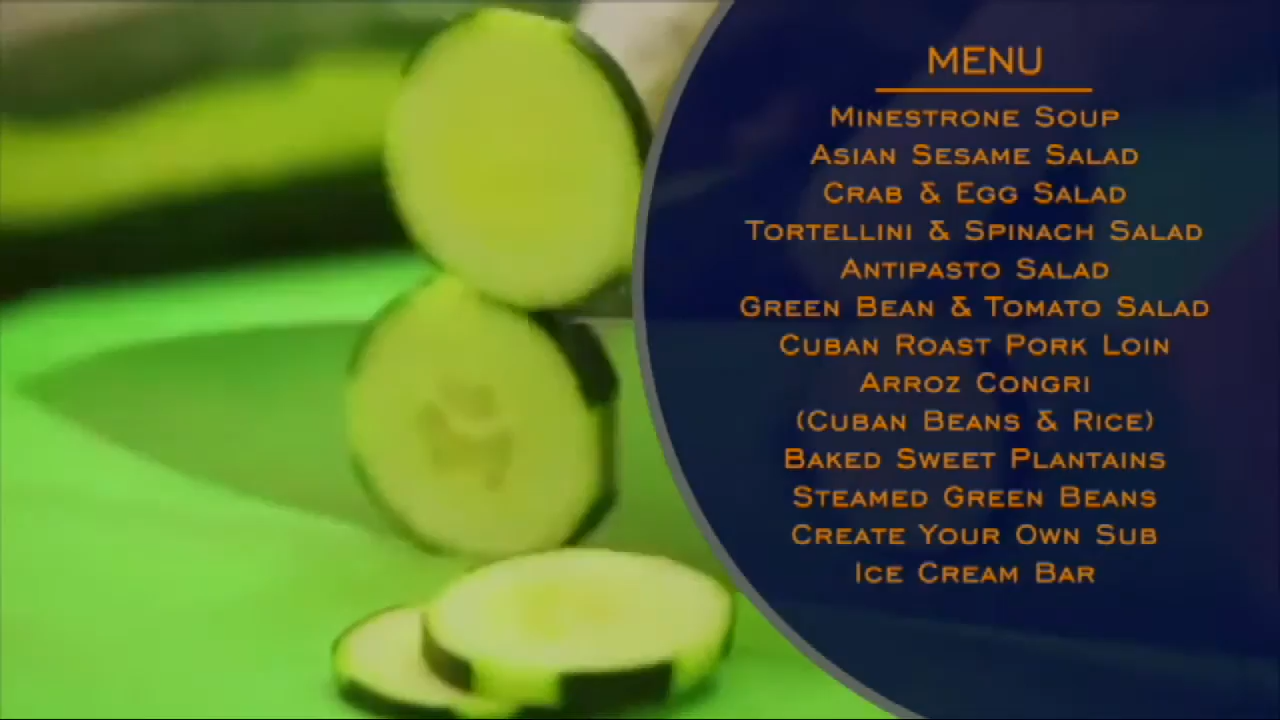 MENU
Minestrone Soup
Asian Sesame Salad
Crab & Egg Salad
Tortellini & Spinach Salad
Antipasto Salad
Green Bean & Tomato Salad
Cuban Roast Pork Loin
Arroz Congri
(Cuban Beans & Rice)
Baked Sweet Plantains
Steamed Green Beans
Create Your Own Sub
Ice Cream Bar